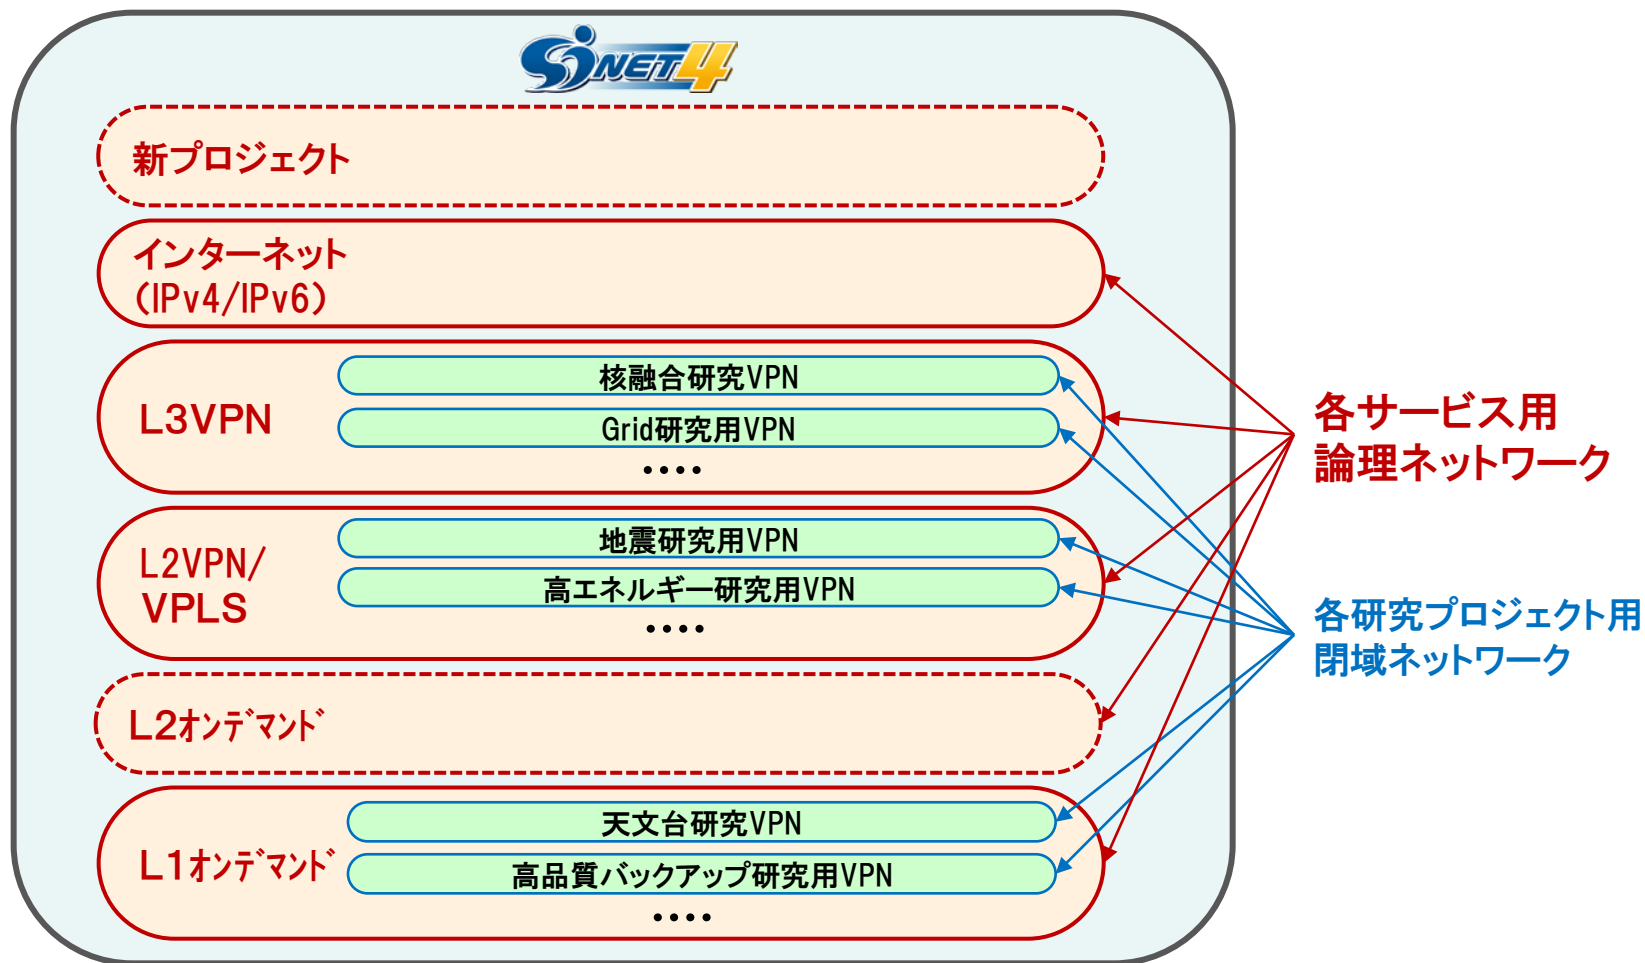 SINET4
新プロジェクト
インターネット
(IPv4/IPv6)
L3VPN
核融合研究VPN
Grid研究用VPN
••••
各サービス用
論理ネットワーク
L2VPN/
VPLS
地震研究用VPN
高エネルギー研究用VPN
••••
各研究プロジェクト用
閉域ネットワーク
L2オンデマンド
L1オンデマンド
天文台研究VPN
高品質バックアップ研究用VPN
••••